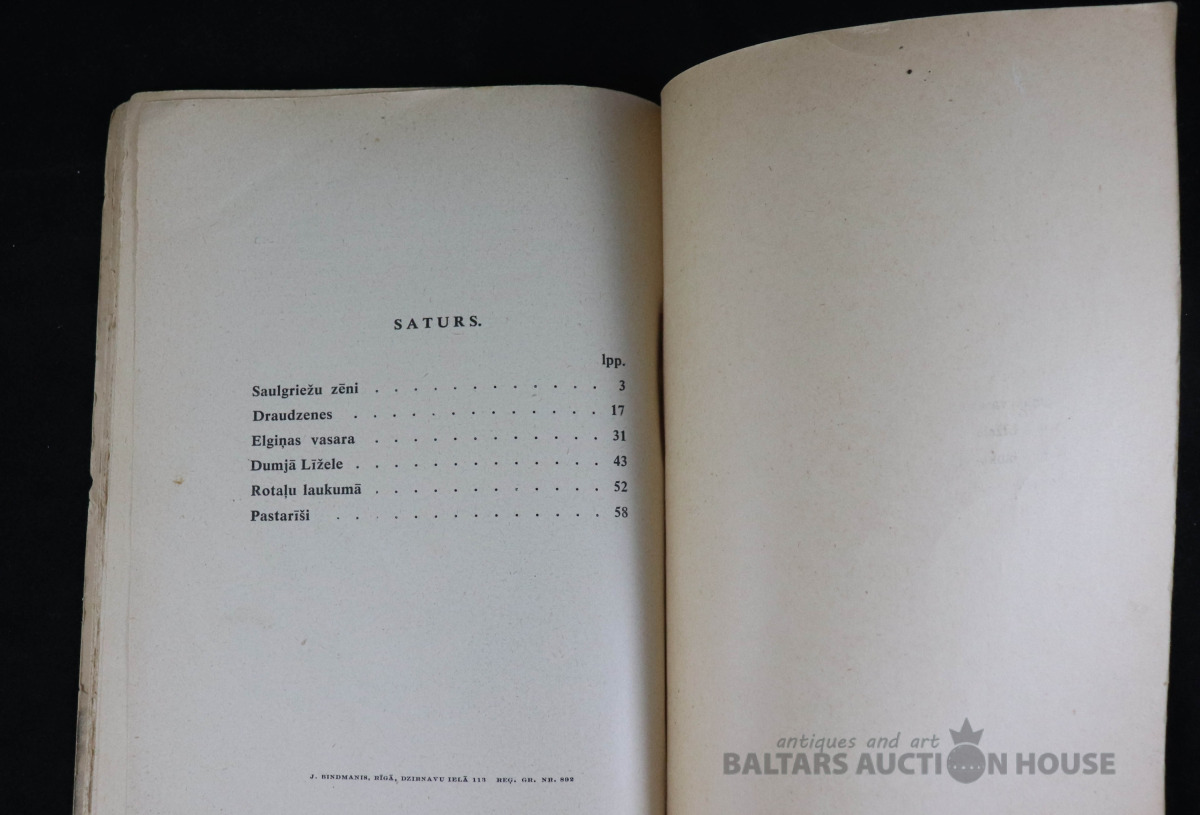 SATURS.
lpp.
Saulgriežu zēni . . . . . . . . . . . . 3
Draudzenes . . . . . . . . . . . . . 17
Elgiņas vasara . . . . . . . . . . . . 31
Dumjā Līžele . . . . . . . . . . . . . 43
Rotaļu laukumā . . . . . . . . . . . . 52
Pastarīši . . . . . . . . . . . . . . 58
J. BINDMANIS, RĪGĀ, DZIRNAVU IELĀ 113 REĢ. GR. NR. 892
antiques and art
BALTARS AUCTION HOUSE